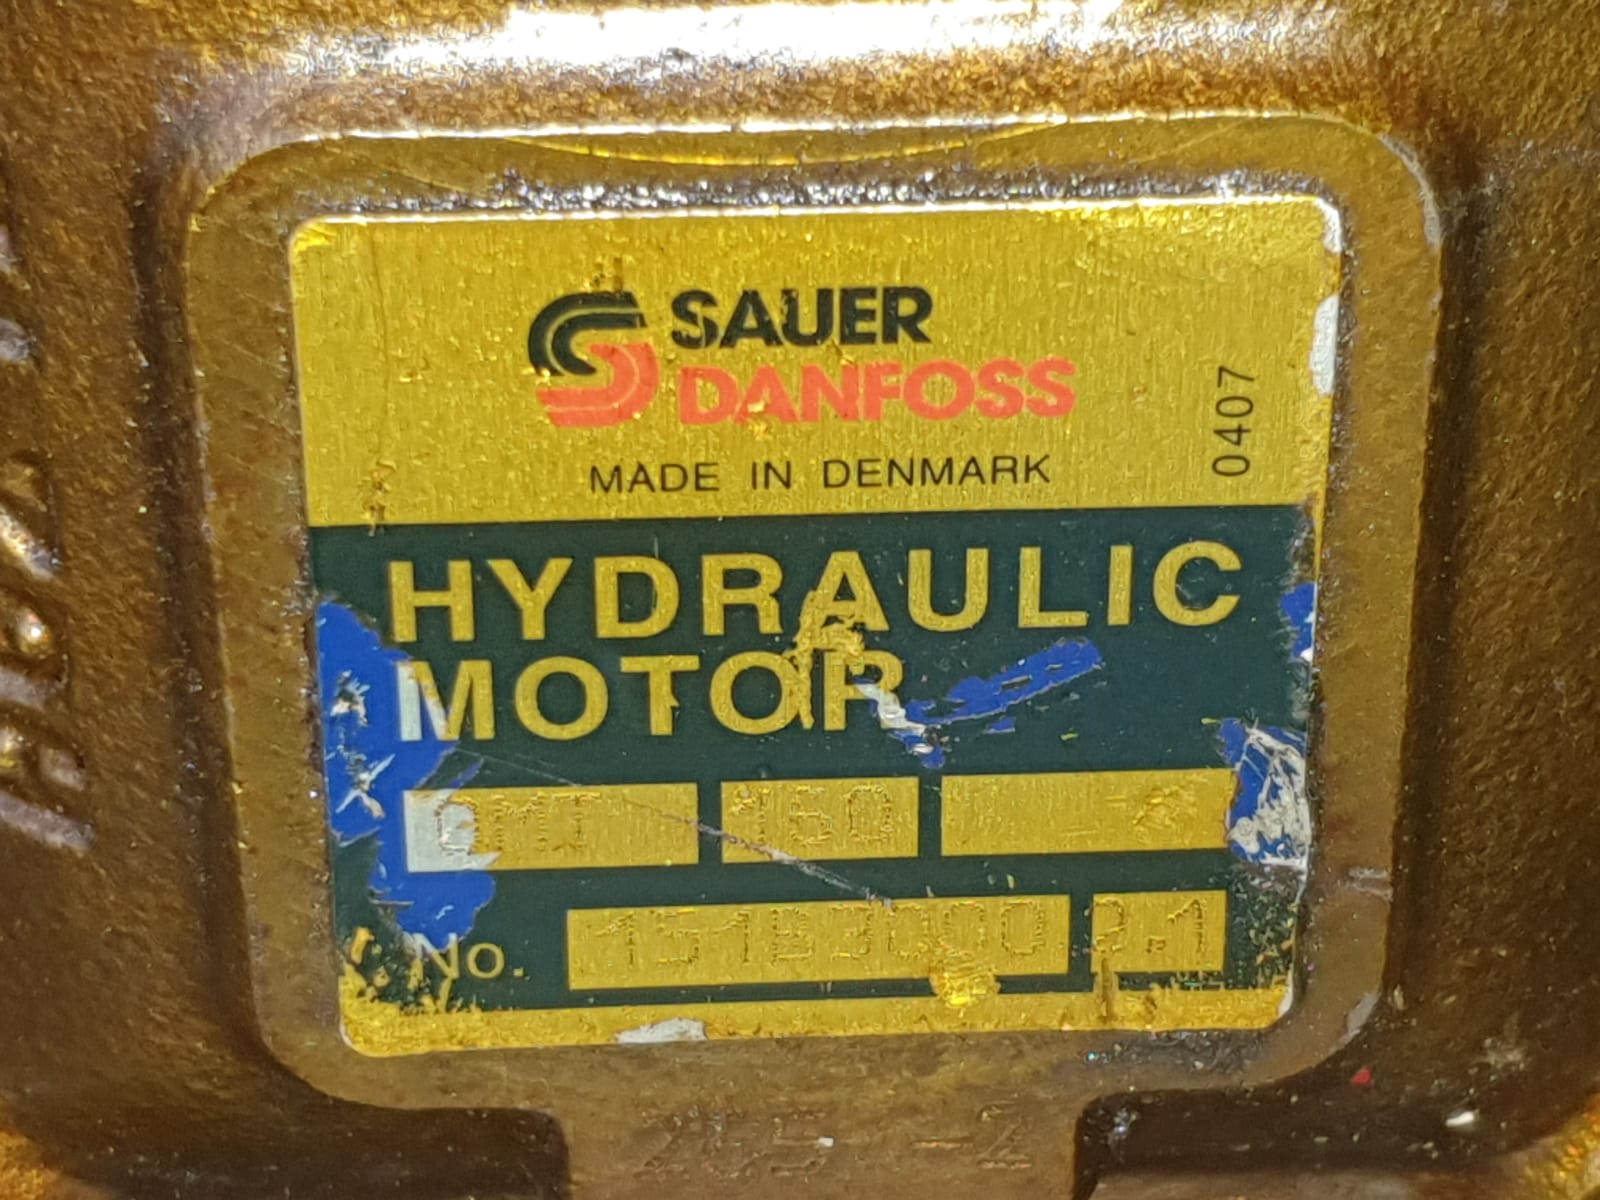 SAUER
DANFOSS
0407
MADE IN DENMARK
HYDRAULIC
MOTOR
OMT 160
No. 151B3000